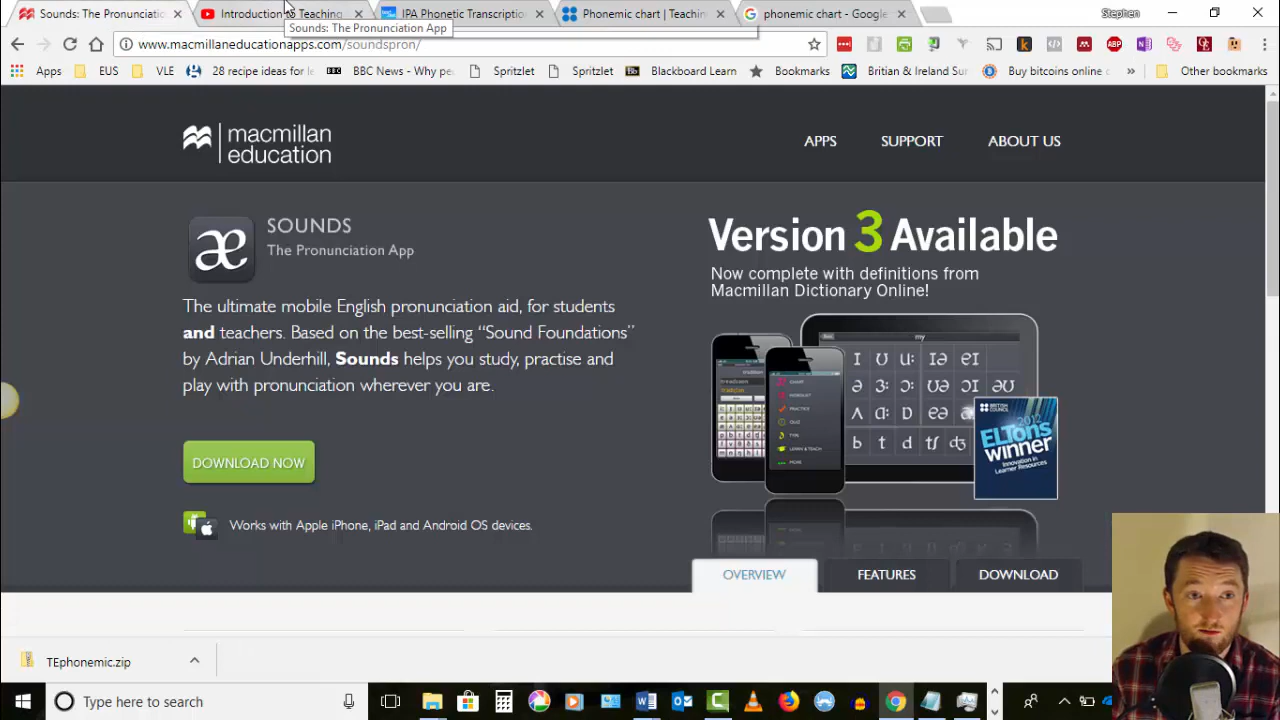 Sounds: The Pronunciatio
Introduction to Teaching
IPA Phonetic Transcription
Phonemic chart | Teachin
phonemic chart - Google
Stephen
Sounds: The Pronunciation App
www.macmillaneducationapps.com/soundspron/
Apps
EUS
VLE
28 recipe ideas for le
BBC News - Why pe
Spritzlet
Spritzlet
Blackboard Learn
Bookmarks
Britian & Ireland Sur
Buy bitcoins online
»
Other bookmarks
macmillan
education
APPS
SUPPORT
ABOUT US
æ
SOUNDS
The Pronunciation App
Version 3 Available
Now complete with definitions from
Macmillan Dictionary Online!
The ultimate mobile English pronunciation aid, for students
and teachers. Based on the best-selling “Sound Foundations”
by Adrian Underhill, Sounds helps you study, practise and
play with pronunciation wherever you are.
my
ɪ ʊ uː ɪə eɪ
ə ɜː ɔː ʊə ɔɪ əʊ
ʌ ɑː ɒ eə
b t d tʃ dʒ
BRITISH
COUNCIL
2012
ELTons
winner
Innovation in
Learner Resources
DOWNLOAD NOW
Works with Apple iPhone, iPad and Android OS devices.
OVERVIEW
FEATURES
DOWNLOAD
TEphonemic.zip
Type here to search